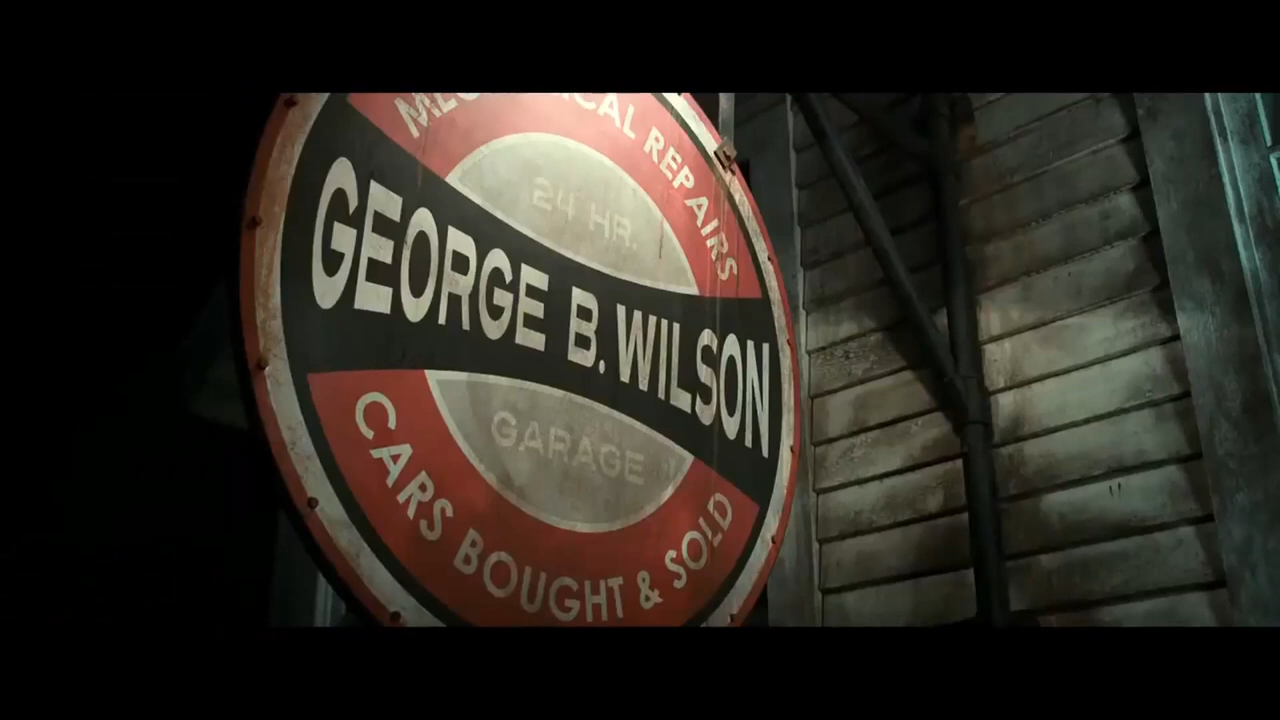 REPAIRS
24 HR.
GEORGE B. WILSON
GARAGE
CARS BOUGHT & SOLD